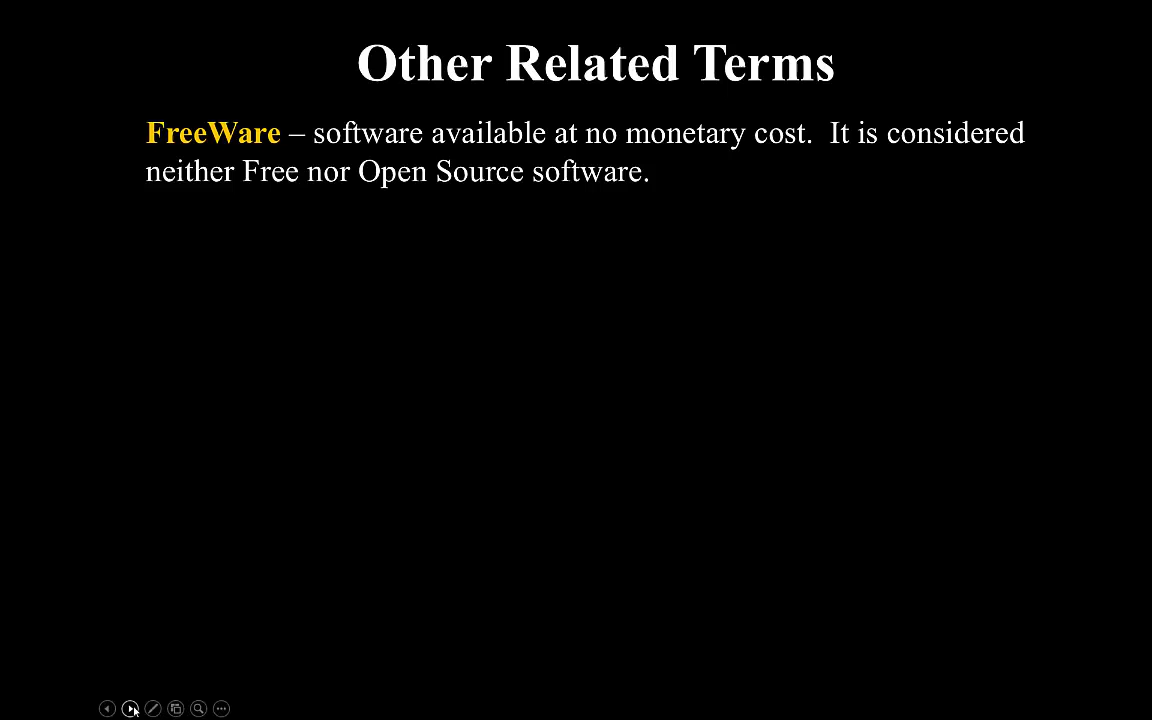 Other Related Terms
FreeWare – software available at no monetary cost.  It is considered
neither Free nor Open Source software.